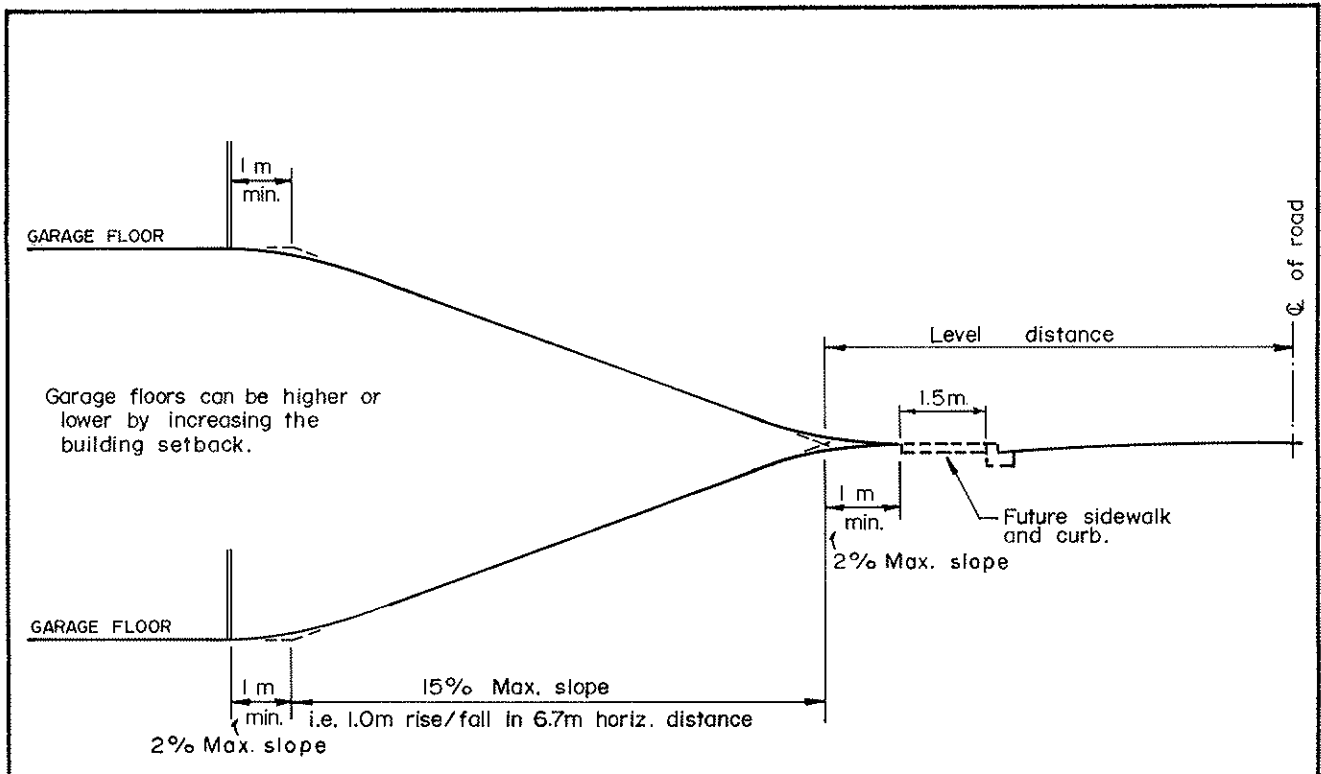 1 m
min.
GARAGE FLOOR
℄ of road
Level distance
Garage floors can be higher or
lower by increasing the
building setback.
1.5m.
1 m
min.
Future sidewalk
and curb.
2% Max. slope
GARAGE FLOOR
1 m
min.
15% Max. slope
i.e. 1.0m rise/fall in 6.7m horiz. distance
2% Max. slope